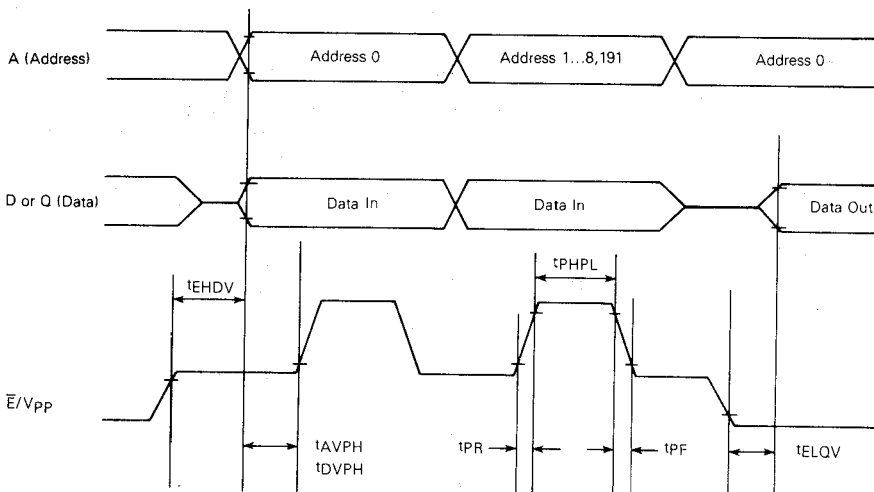 A (Address)
Address 0
Address 1...8,191
Address 0
D or Q (Data)
Data In
Data In
Data Out
tEHDV
tPHPL
E̅/VPP
tAVPH
tDVPH
tPR
tPF
tELQV